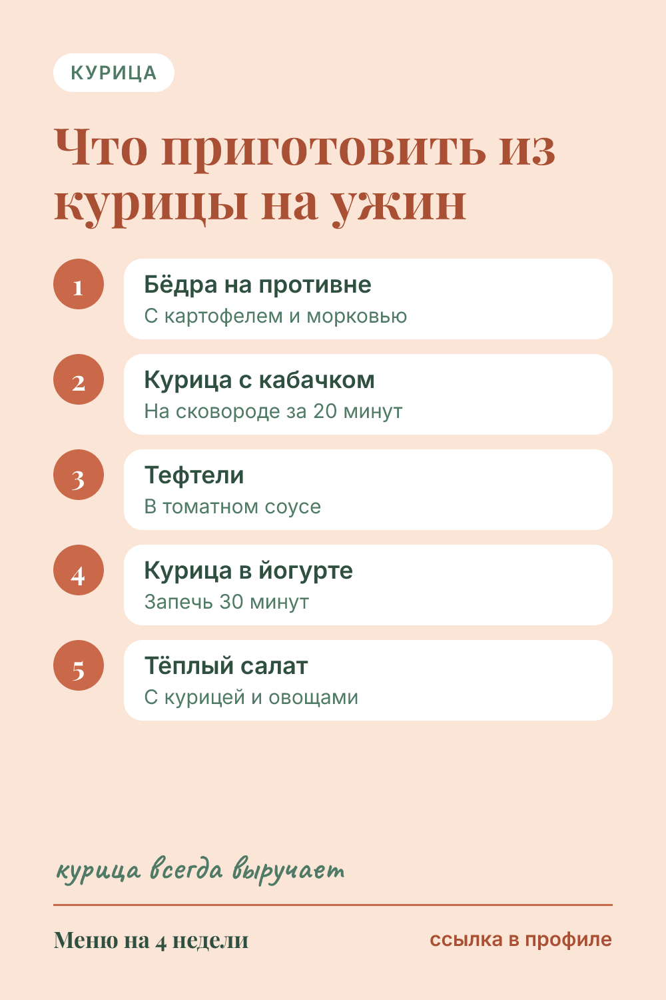 КУРИЦА
Что приготовить из
курицы на ужин
1
Бёдра на противне
С картофелем и морковью
2
Курица с кабачком
На сковороде за 20 минут
3
Тефтели
В томатном соусе
4
Курица в йогурте
Запечь 30 минут
5
Тёплый салат
С курицей и овощами
курица всегда выручает
Меню на 4 недели
ссылка в профиле